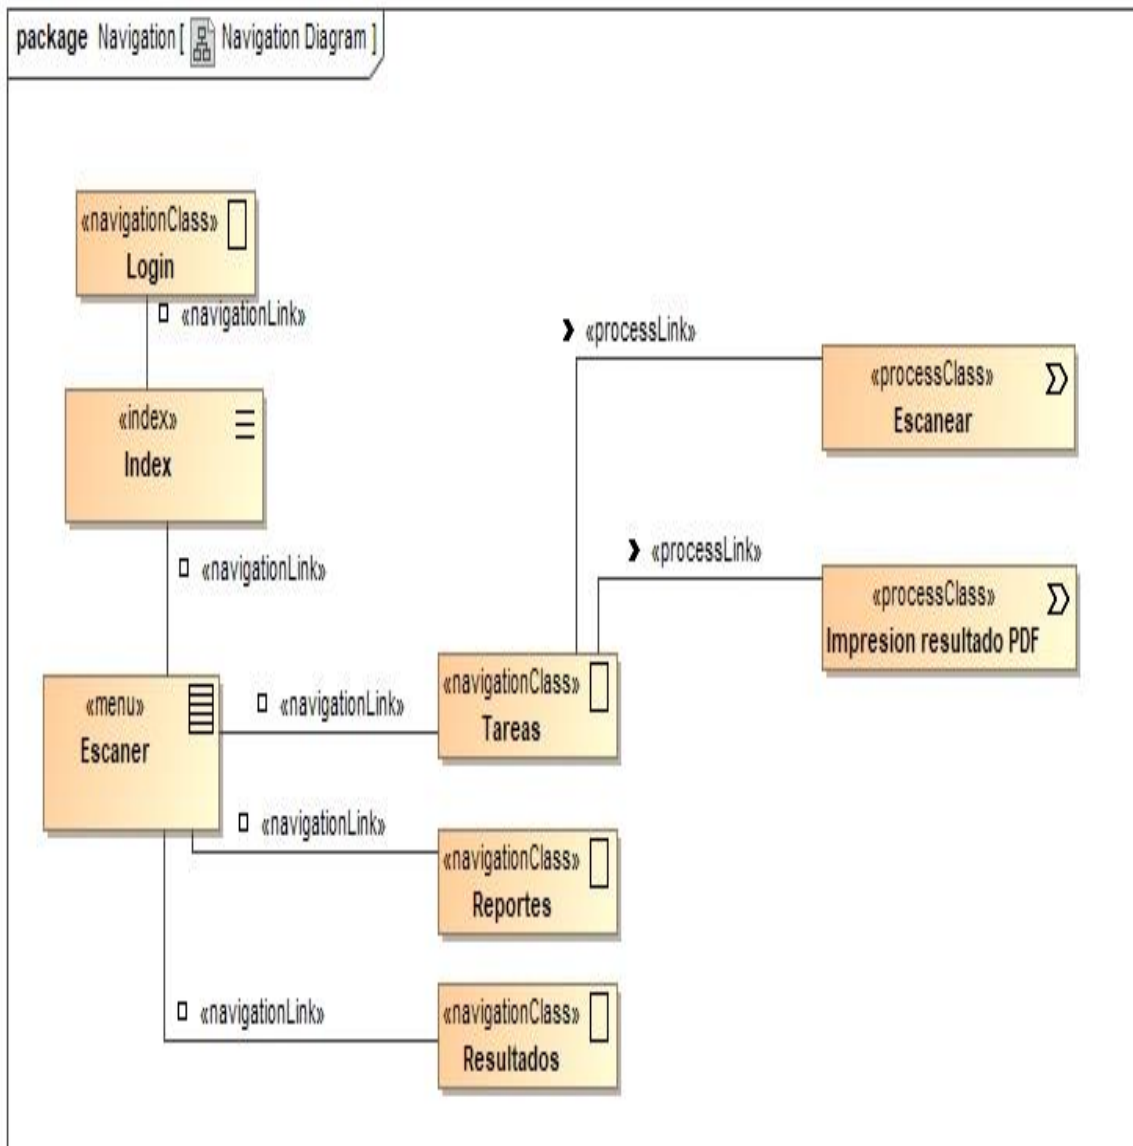 package Navigation [ Navigation Diagram ]
«navigationClass»
Login
«navigationLink»
«index»
Index
«navigationLink»
«menu»
Escaner
«navigationLink»
«navigationLink»
«navigationLink»
«processLink»
«processClass»
Escanear
«processLink»
«processClass»
Impresion resultado PDF
«navigationClass»
Tareas
«navigationClass»
Reportes
«navigationClass»
Resultados